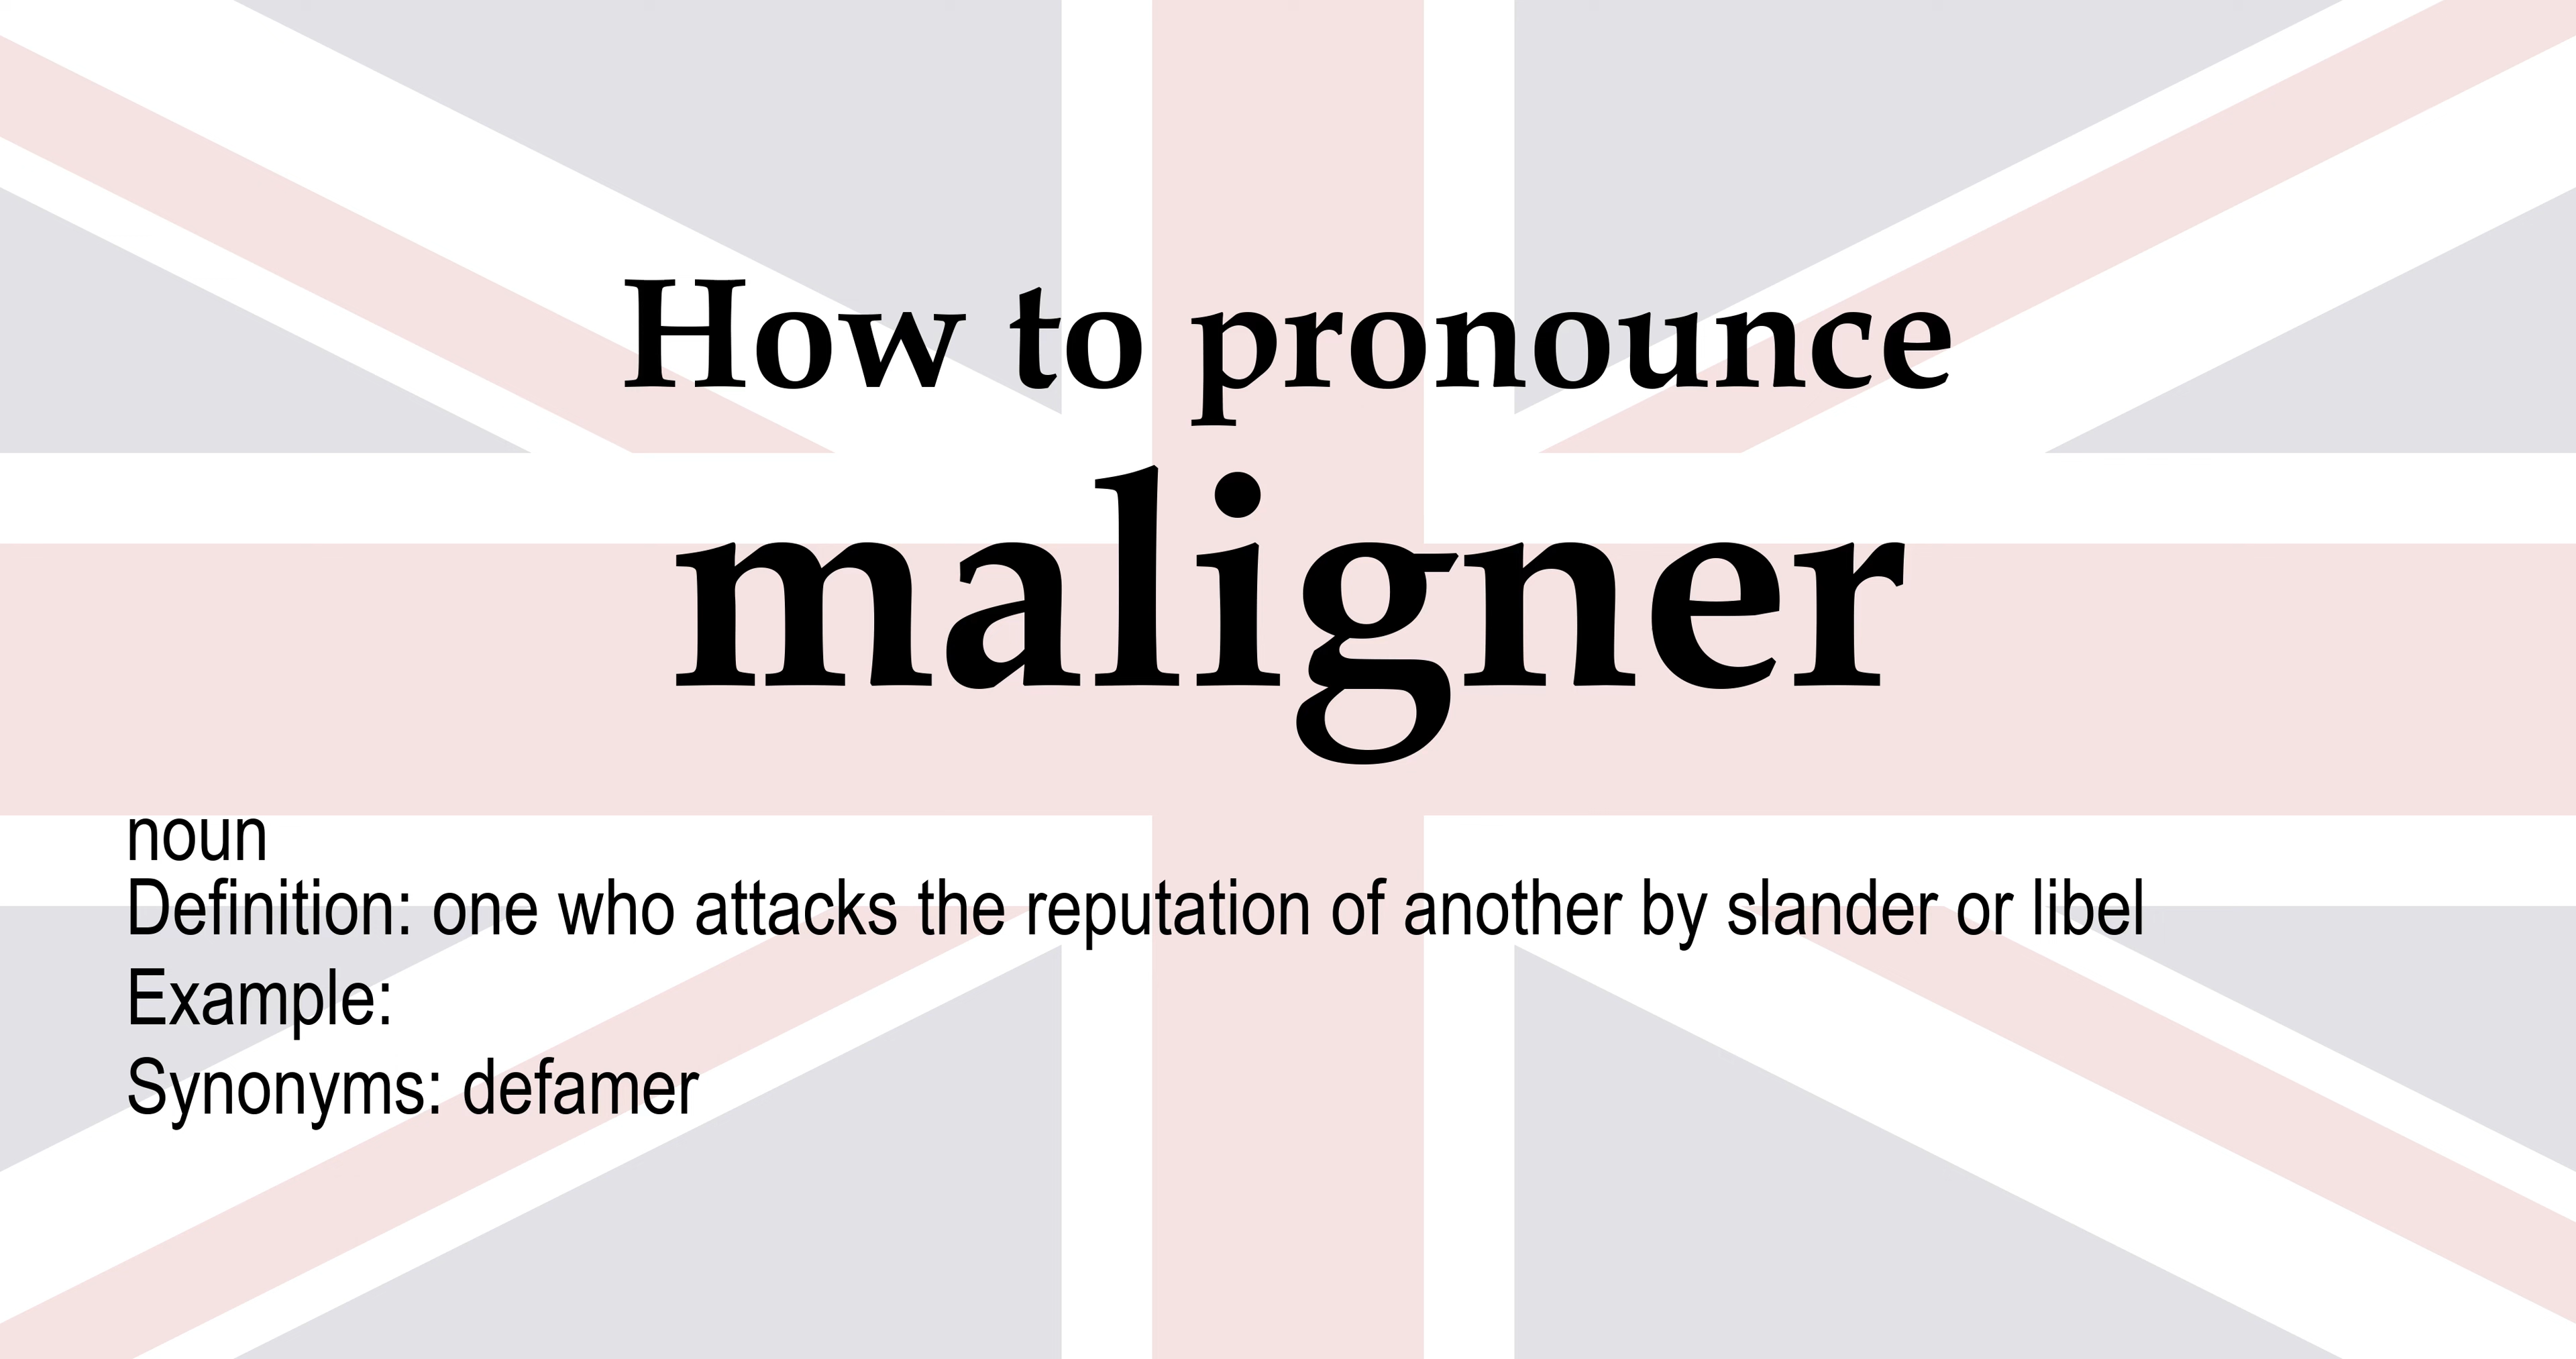 How to pronounce
maligner
noun
Definition: one who attacks the reputation of another by slander or libel
Example:
Synonyms: defamer